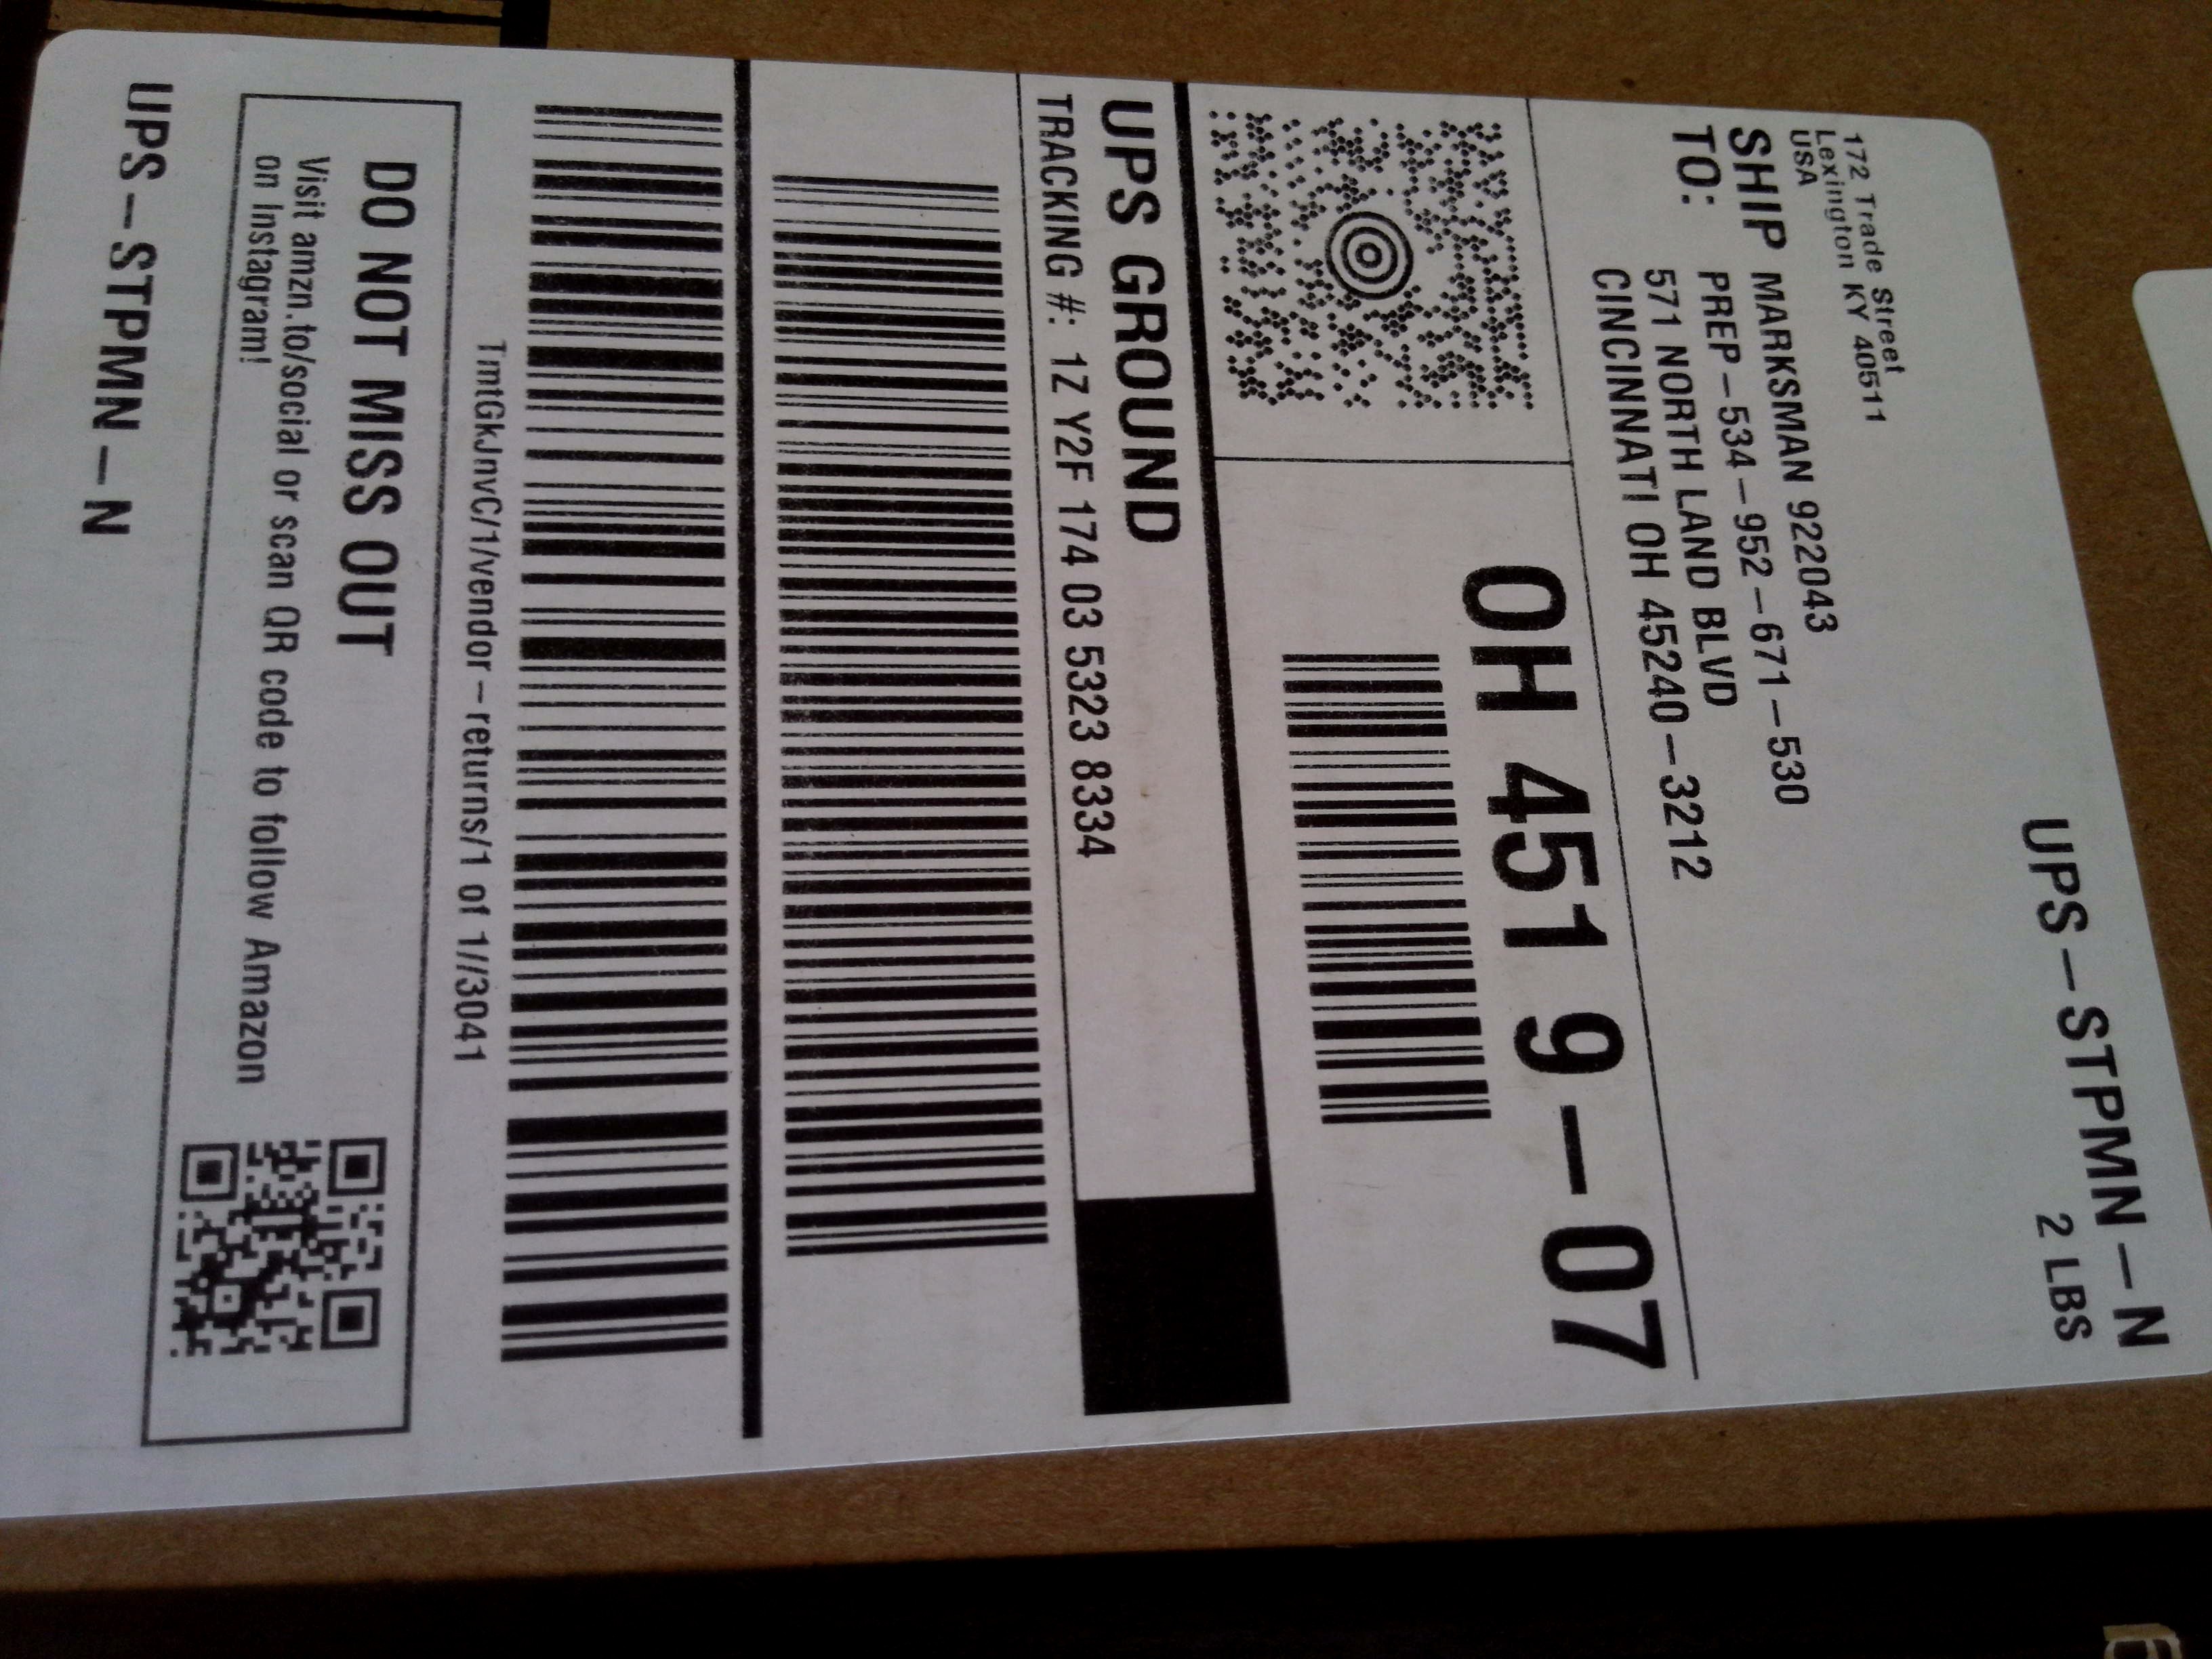 UPS-STPMN-N
2 LBS
172 Trade Street
Lexington KY 40511
USA
SHIP MARKSMAN 922043
TO: PREP-534-952-671-530
571 NORTH LAND BLVD
CINCINNATI OH 45240-3212
OH 451 9-07
UPS GROUND
TRACKING #: 1Z Y2F 174 03 5323 8334
TmtGkJnvC/1/vendor-returns/1 of 1//3041
DO NOT MISS OUT
Visit amzn.to/social or scan QR code to follow Amazon
on Instagram!
UPS-STPMN-N